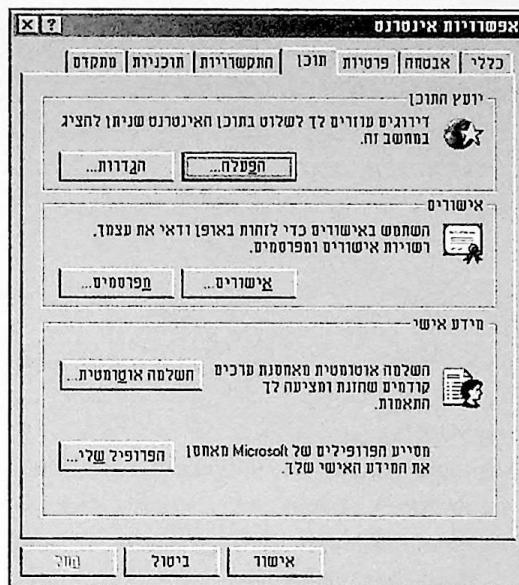 אפשרויות אינטרנט
כללי אבטחה פרטיות תוכן התקשרויות תוכניות מתקדם
יועץ התוכן
דירוגים עוזרים לך לשלוט בתוכן האינטרנט שניתן להציג
במחשב זה.
הפעלה... הגדרות...
אישורים
השתמש באישורים כדי לזהות באופן ודאי את עצמך,
רשויות אישורים ומפרסמים.
אישורים... מפרסמים...
מידע אישי
השלמה אוטומטית מאחסנת ערכים
קודמים שהזנת ומציעה לך
התאמות.
השלמה אוטומטית...
מסייע הפרופילים של Microsoft מאחסן
את המידע האישי שלך.
הפרופיל שלי...
אישור ביטול החל